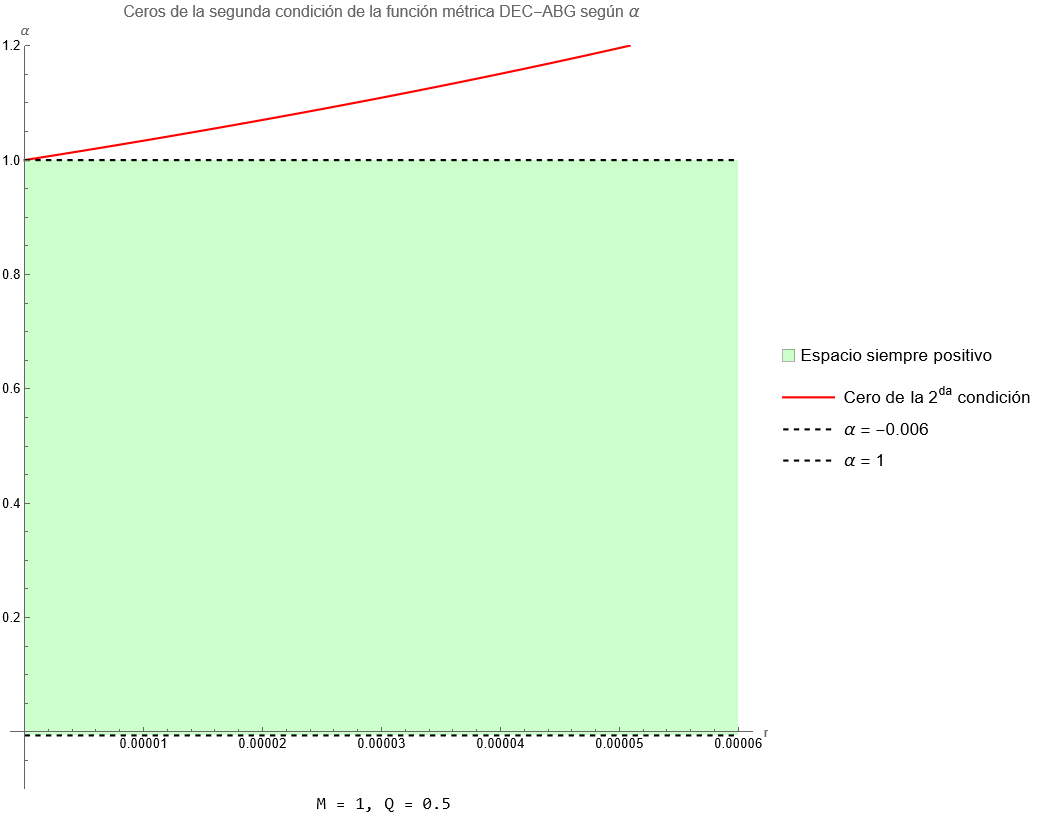 Ceros de la segunda condición de la función métrica DEC−ABG según α
α
1.2
1.0
0.8
0.6
0.4
0.2
0.00001 0.00002 0.00003 0.00004 0.00005 0.00006
r
Espacio siempre positivo
Cero de la 2da condición
α = −0.006
α = 1
M = 1, Q = 0.5